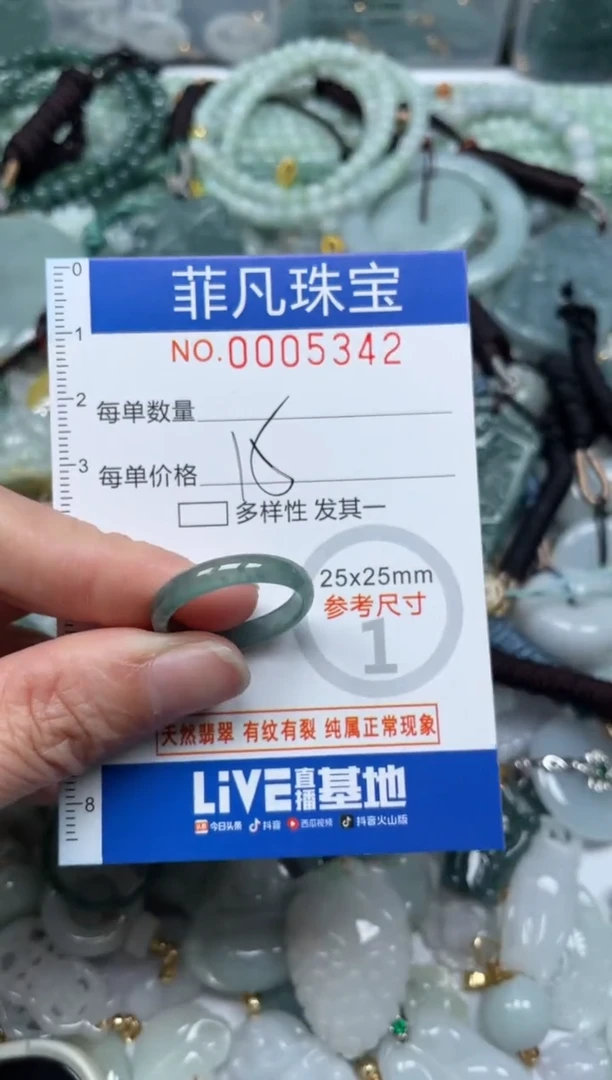 0
菲凡珠宝
1
NO.0005342
2
每单数量
18
3
每单价格
多样性 发其一
25x25mm
参考尺寸
1
天然翡翠 有纹有裂 纯属正常现象
8
LiVE直播基地
头条 今日头条 抖音 西瓜视频 抖音火山版